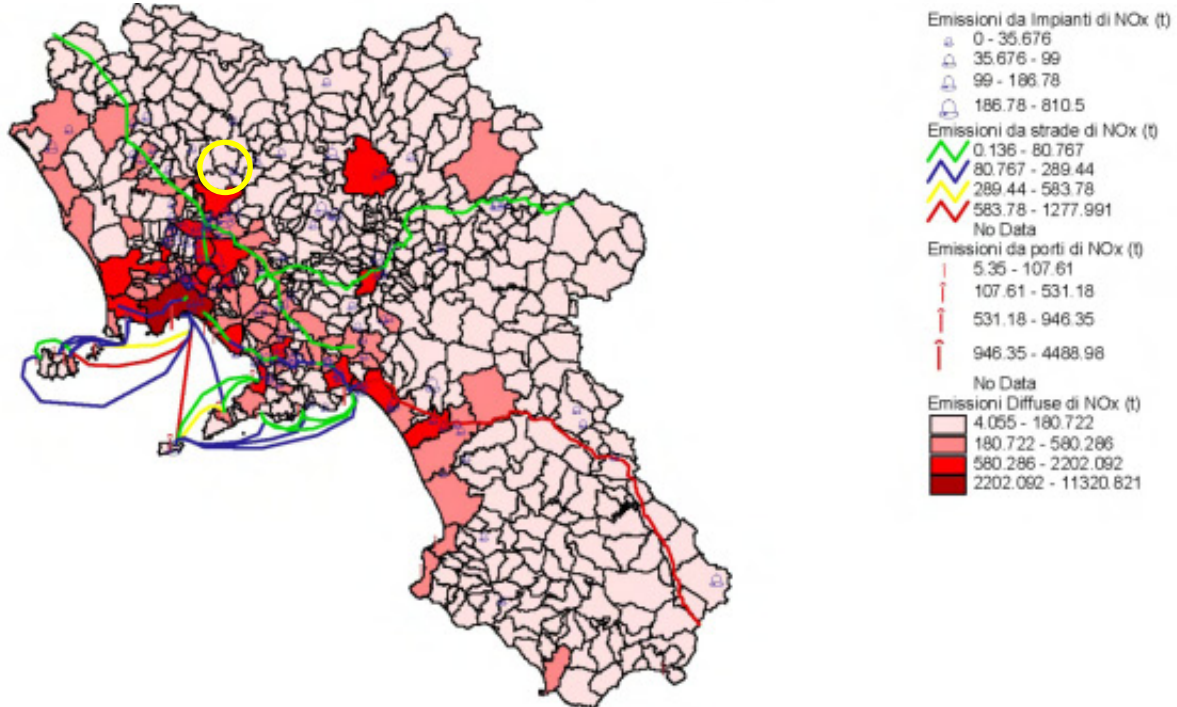 Emissioni da Impianti di NOx (t)
0 - 35.676
35.676 - 99
99 - 186.78
186.78 - 810.5
Emissioni da strade di NOx (t)
0.136 - 80.767
80.767 - 289.44
289.44 - 583.78
583.78 - 1277.991
No Data
Emissioni da porti di NOx (t)
5.35 - 107.61
107.61 - 531.18
531.18 - 946.35
946.35 - 4488.98
No Data
Emissioni Diffuse di NOx (t)
4.055 - 180.722
180.722 - 580.286
580.286 - 2202.092
2202.092 - 11320.821